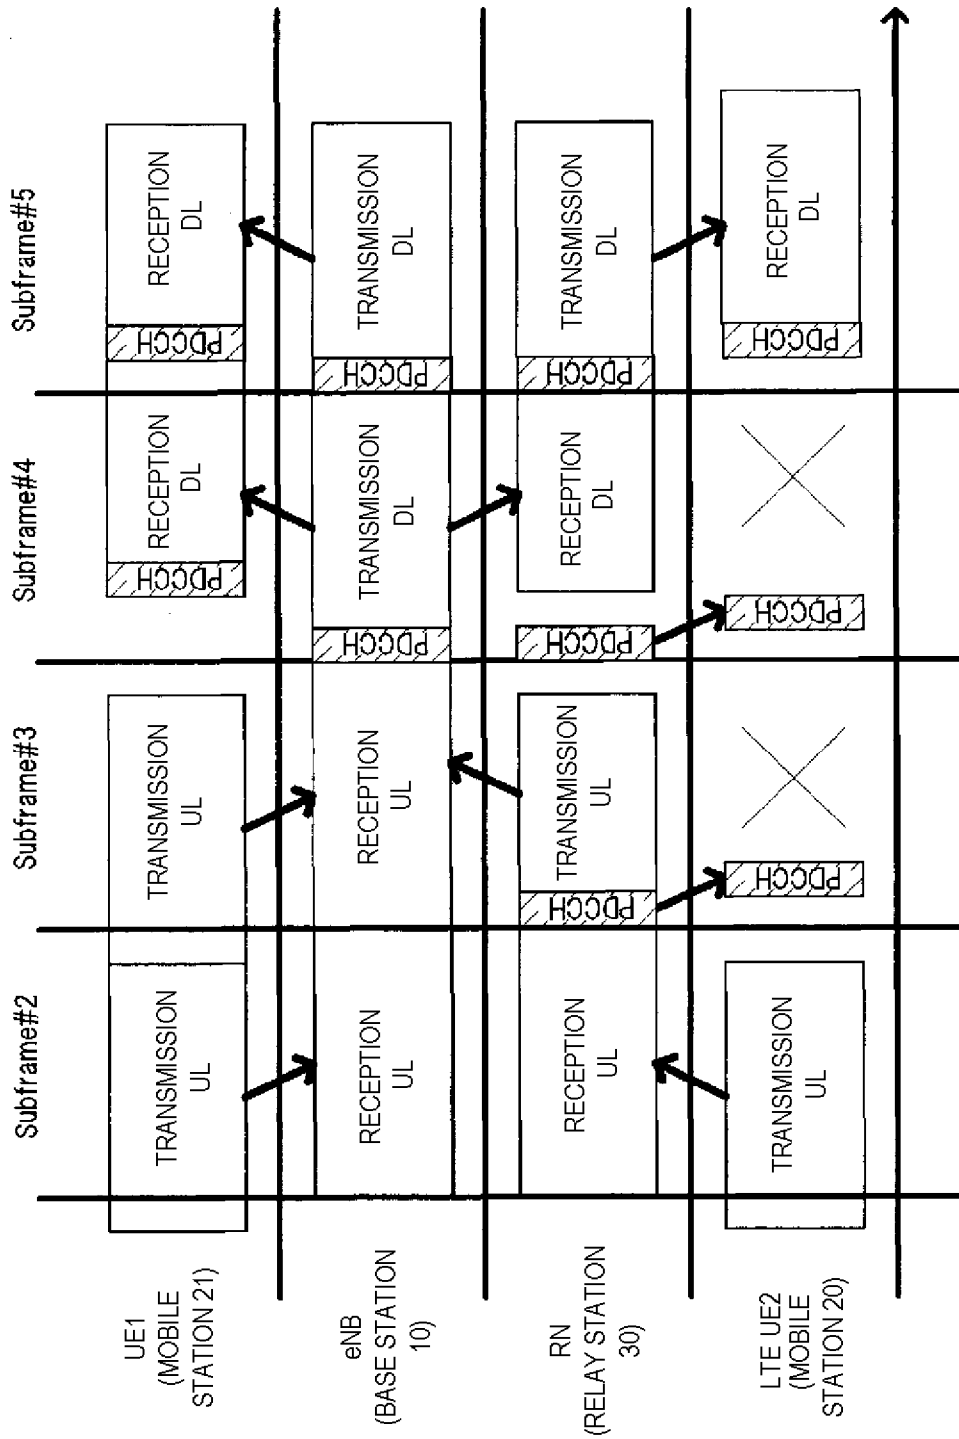 Subframe#2
Subframe#3
Subframe#4
Subframe#5
UE1
(MOBILE
STATION 21)
TRANSMISSION
UL
TRANSMISSION
UL
PDCCH
RECEPTION
DL
PDCCH
RECEPTION
DL
eNB
(BASE STATION
10)
RECEPTION
UL
RECEPTION
UL
PDCCH
TRANSMISSION
DL
PDCCH
TRANSMISSION
DL
RN
(RELAY STATION
30)
RECEPTION
UL
PDCCH
TRANSMISSION
UL
PDCCH
RECEPTION
DL
PDCCH
TRANSMISSION
DL
LTE UE2
(MOBILE
STATION 20)
TRANSMISSION
UL
PDCCH
PDCCH
PDCCH
RECEPTION
DL